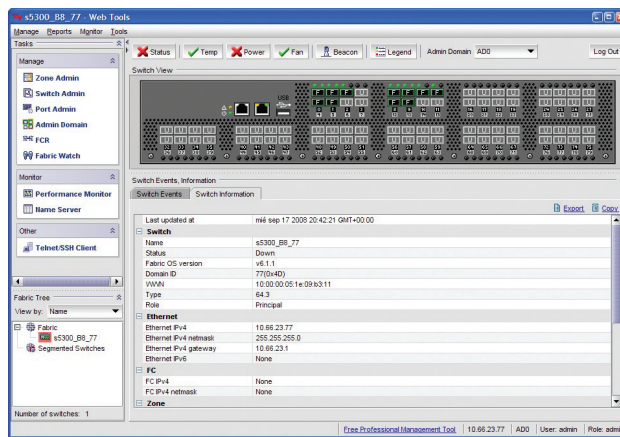 s5300_B8_77 - Web Tools
Manage Reports Monitor Tools
Tasks
Manage
Zone Admin
Switch Admin
Port Admin
Admin Domain
FCR
Fabric Watch
Monitor
Performance Monitor
Name Server
Other
Telnet/SSH Client
Fabric Tree
View by: Name
Fabric
s5300_B8_77
Segmented Switches
Number of switches: 1
Status Temp Power Fan Beacon Legend Admin Domain AD0 Log Out
Switch View
USB
Switch Events, Information
Switch Events Switch Information
Export Copy
Last updated at mié sep 17 2008 20:42:21 GMT+00:00
Switch
Name s5300_B8_77
Status Down
Fabric OS version v6.1.1
Domain ID 77(0x4D)
WWN 10:00:00:05:1e:09:b3:11
Type 64.3
Role Principal
Ethernet
Ethernet IPv4 10.66.23.77
Ethernet IPv4 netmask 255.255.255.0
Ethernet IPv4 gateway 10.66.23.1
Ethernet IPv6 None
FC
FC IPv4 None
FC IPv4 netmask None
Zone
Free Professional Management Tool 10.66.23.77 AD0 User: admin Role: admi